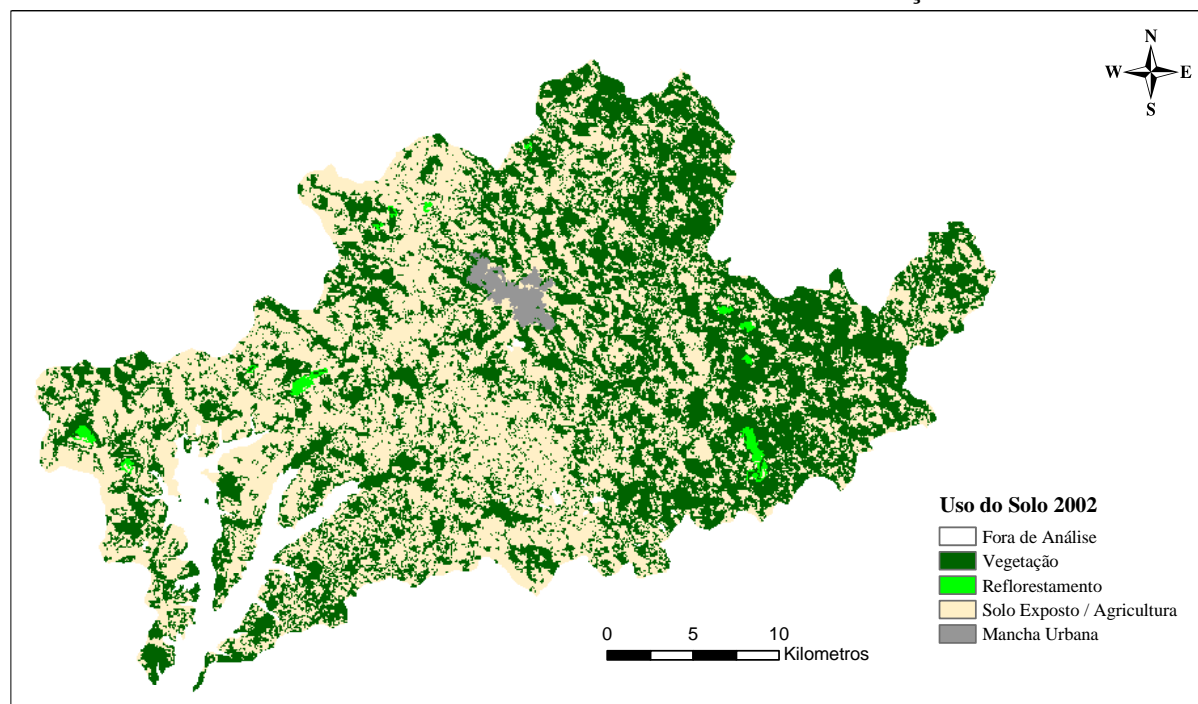 N
W E
S
Uso do Solo 2002
Fora de Análise
Vegetação
Reflorestamento
Solo Exposto / Agricultura
Mancha Urbana
0 5 10
Kilometros